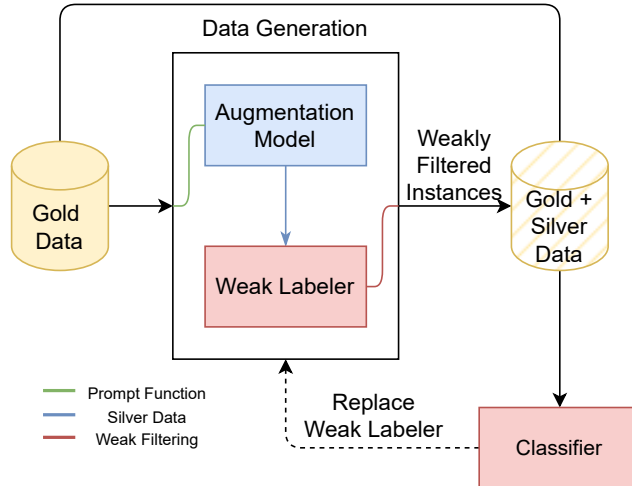 Data Generation
Augmentation
Model
Weakly
Filtered
Instances
Gold
Data
Gold +
Silver
Data
Weak Labeler
Prompt Function
Silver Data
Weak Filtering
Replace
Weak Labeler
Classifier